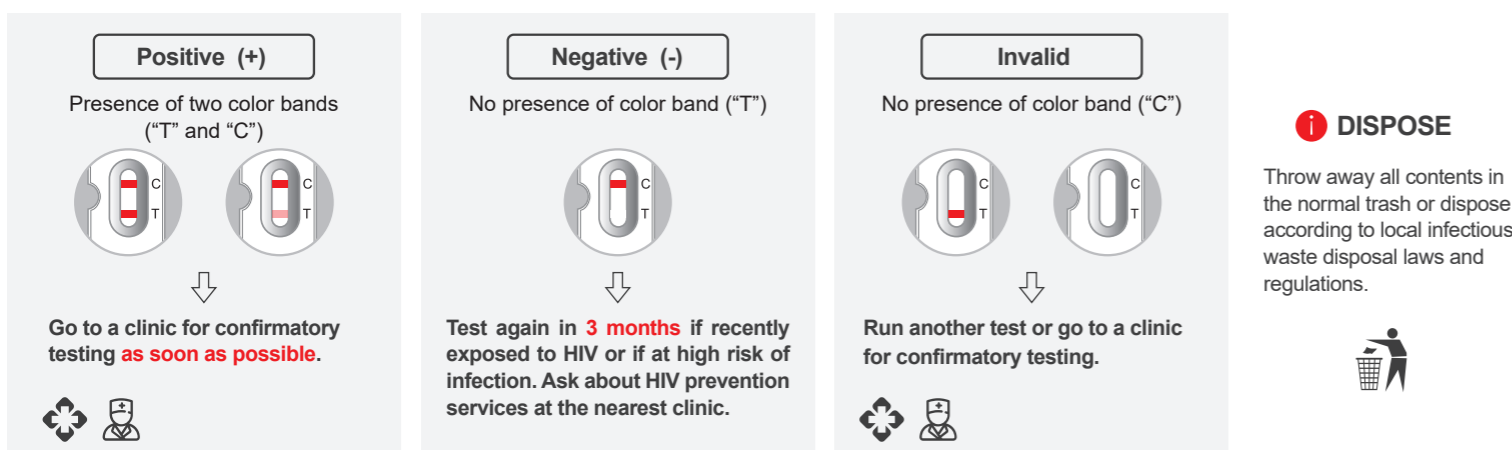 Positive (+)
Presence of two color bands
(“T” and “C”)
C
T
C
T
Go to a clinic for confirmatory
testing as soon as possible.
Negative (-)
No presence of color band (“T”)
C
T
Test again in 3 months if recently
exposed to HIV or if at high risk of
infection. Ask about HIV prevention
services at the nearest clinic.
Invalid
No presence of color band (“C”)
C
T
C
T
Run another test or go to a clinic
for confirmatory testing.
i DISPOSE
Throw away all contents in
the normal trash or dispose
according to local infectious
waste disposal laws and
regulations.